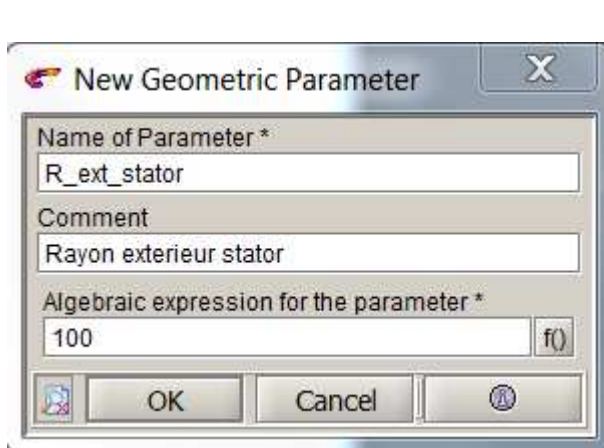 New Geometric Parameter
Name of Parameter *
R_ext_stator
Comment
Rayon exterieur stator
Algebraic expression for the parameter *
100 f()
OK Cancel